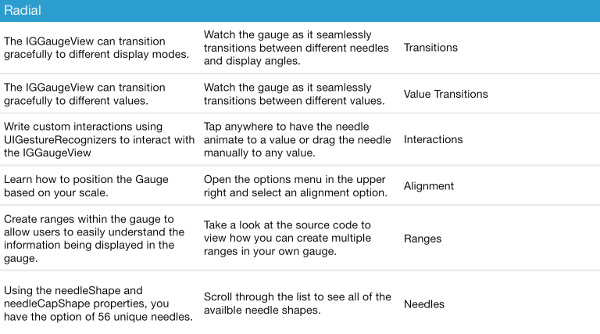 Radial
The IGGaugeView can transition
gracefully to different display modes.
Watch the gauge as it seamlessly
transitions between different needles
and display angles.
Transitions
The IGGaugeView can transition
gracefully to different values.
Watch the gauge as it seamlessly
transitions between different values.
Value Transitions
Write custom interactions using
UIGestureRecognizers to interact with
the IGGaugeView
Tap anywhere to have the needle
animate to a value or drag the needle
manually to any value.
Interactions
Learn how to position the Gauge
based on your scale.
Open the options menu in the upper
right and select an alignment option.
Alignment
Create ranges within the gauge to
allow users to easily understand the
information being displayed in the
gauge.
Take a look at the source code to
view how you can create multiple
ranges in your own gauge.
Ranges
Using the needleShape and
needleCapShape properties, you
have the option of 56 unique needles.
Scroll through the list to see all of the
availble needle shapes.
Needles